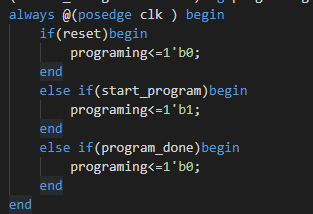 always @(posedge clk ) begin
if(reset)begin
programing<=1'b0;
end
else if(start_program)begin
programing<=1'b1;
end
else if(program_done)begin
programing<=1'b0;
end
end